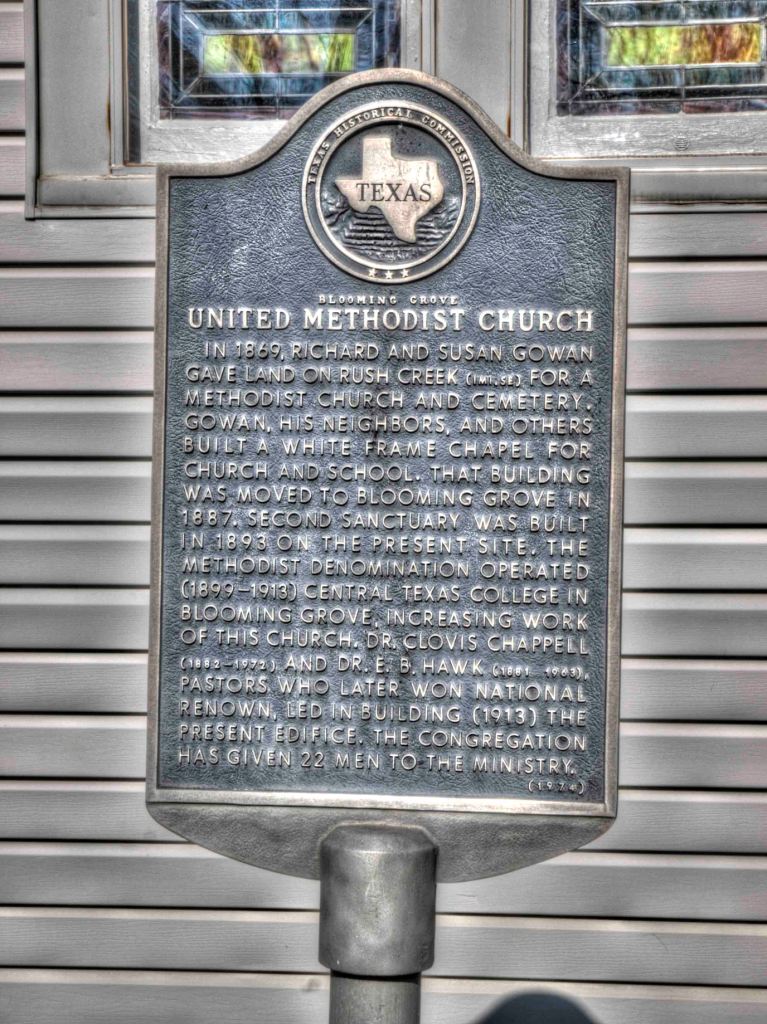 TEXAS HISTORICAL COMMISSION
TEXAS
BLOOMING GROVE
UNITED METHODIST CHURCH
IN 1869, RICHARD AND SUSAN GOWAN
GAVE LAND ON RUSH CREEK (1MI.SE) FOR A
METHODIST CHURCH AND CEMETERY.
GOWAN, HIS NEIGHBORS, AND OTHERS
BUILT A WHITE FRAME CHAPEL FOR
CHURCH AND SCHOOL. THAT BUILDING
WAS MOVED TO BLOOMING GROVE IN
1887. SECOND SANCTUARY WAS BUILT
IN 1893 ON THE PRESENT SITE. THE
METHODIST DENOMINATION OPERATED
(1899-1913) CENTRAL TEXAS COLLEGE IN
BLOOMING GROVE, INCREASING WORK
OF THIS CHURCH. DR. CLOVIS CHAPPELL
(1882-1972) AND DR. E. B. HAWK (1881-1963),
PASTORS WHO LATER WON NATIONAL
RENOWN, LED IN BUILDING (1913) THE
PRESENT EDIFICE. THE CONGREGATION
HAS GIVEN 22 MEN TO THE MINISTRY.
(1974)